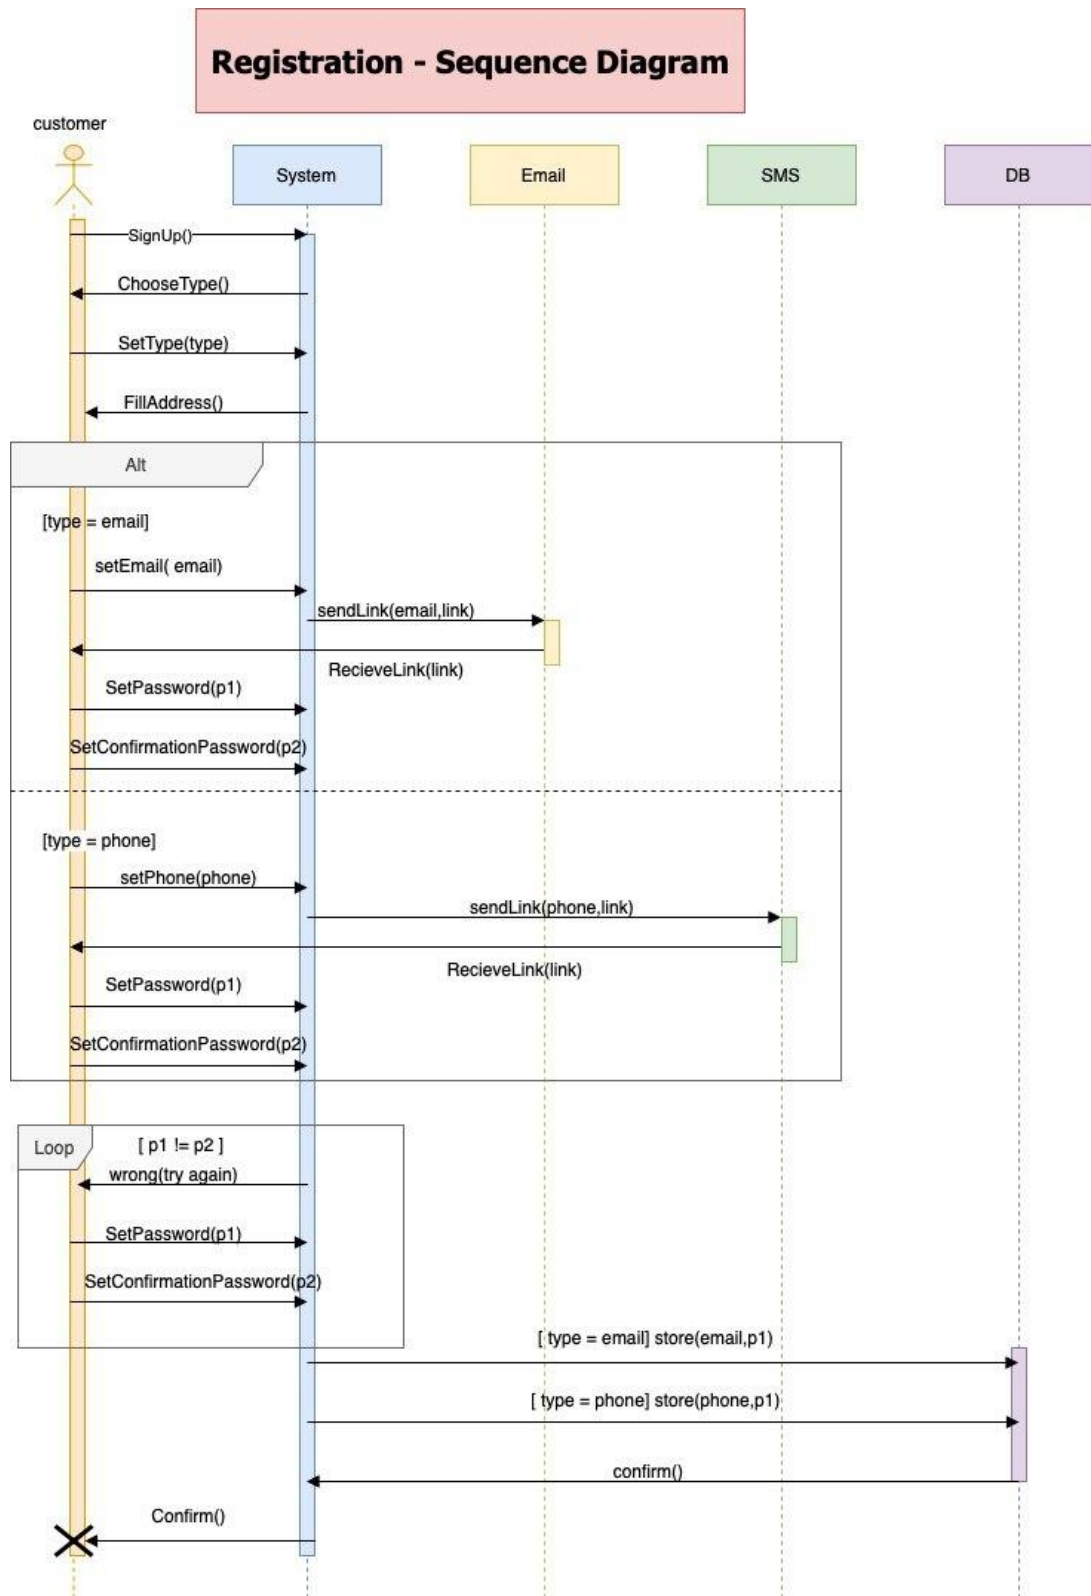 Registration - Sequence Diagram
customer
System
Email
SMS
DB
SignUp()
ChooseType()
SetType(type)
FillAddress()
Alt
[type = email]
setEmail( email)
sendLink(email,link)
RecieveLink(link)
SetPassword(p1)
SetConfirmationPassword(p2)
[type = phone]
setPhone(phone)
sendLink(phone,link)
RecieveLink(link)
SetPassword(p1)
SetConfirmationPassword(p2)
Loop
[ p1 != p2 ]
wrong(try again)
SetPassword(p1)
SetConfirmationPassword(p2)
[ type = email] store(email,p1)
[ type = phone] store(phone,p1)
confirm()
Confirm()